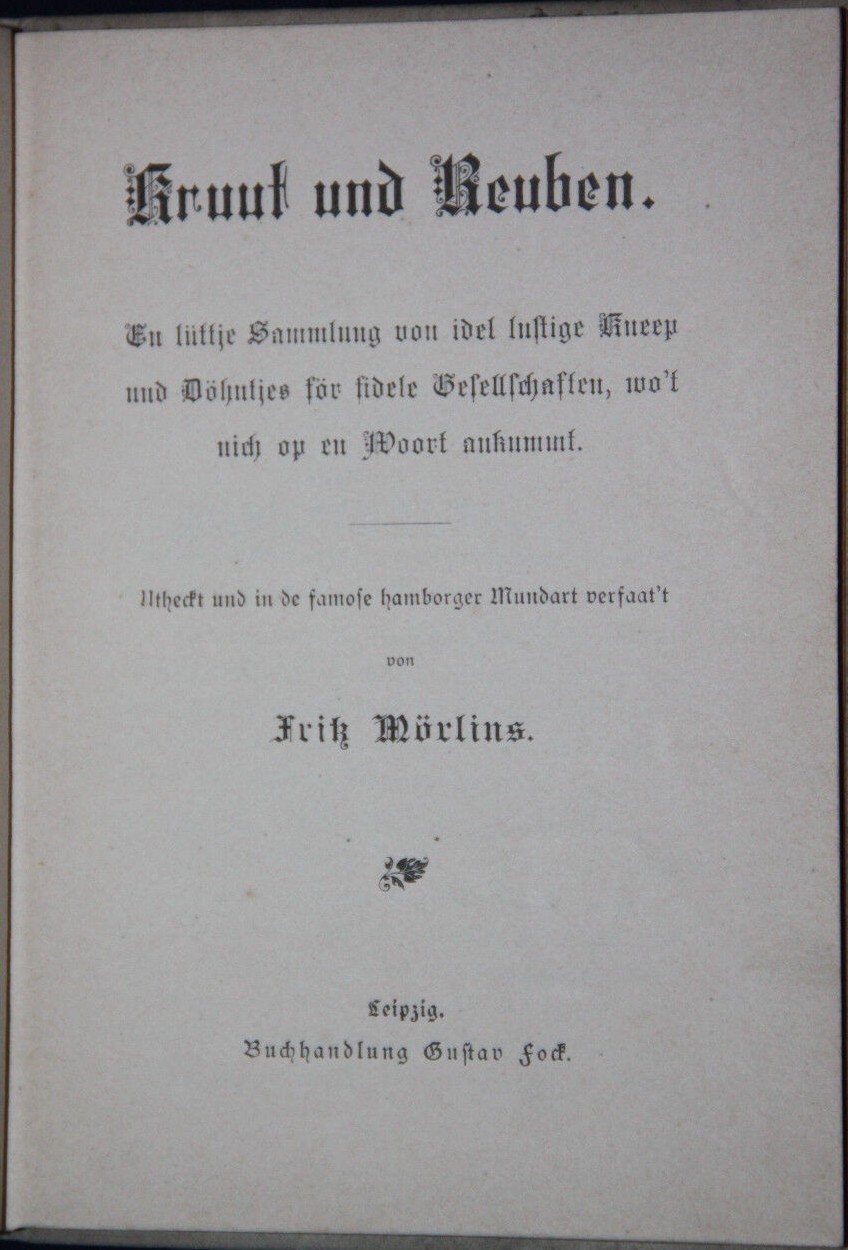 Kruut und Reuben.
En lüttje Sammlung von idel lustige Kneep
und Döhntjes för fidele Gesellschaften, wo't
nich op en Woort ankummt.
Utheckt und in de famose hamborger Mundart verfaat't
von
Fritz Mörlins.
Leipzig.
Buchhandlung Gustav Fock.